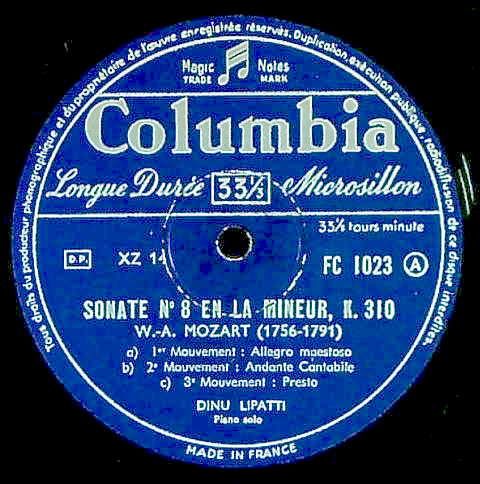 Tous droits du producteur phonographique et du propriétaire de l'œuvre enregistrée réservés. Duplication, exécution publique, radiodiffusion de ce disque interdites.
Magic Notes
TRADE MARK
Columbia
Longue Durée 33⅓ Microsillon
33⅓ tours minute
D.P. XZ 14 FC 1023 A
SONATE Nº 8 EN LA MINEUR, K. 310
W.-A. MOZART (1756-1791)
a) 1er Mouvement : Allegro maestoso
b) 2e Mouvement : Andante Cantabile
c) 3e Mouvement : Presto
DINU LIPATTI
Piano solo
MADE IN FRANCE